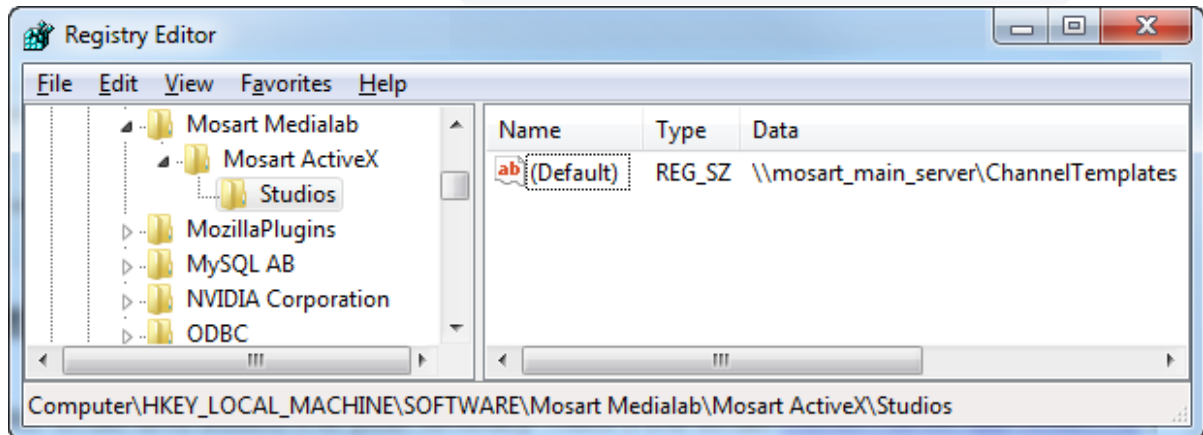 Registry Editor
File Edit View Favorites Help
Mosart Medialab
Mosart ActiveX
Studios
MozillaPlugins
MySQL AB
NVIDIA Corporation
ODBC
Name Type Data
ab (Default) REG_SZ \\mosart_main_server\ChannelTemplates
Computer\HKEY_LOCAL_MACHINE\SOFTWARE\Mosart Medialab\Mosart ActiveX\Studios